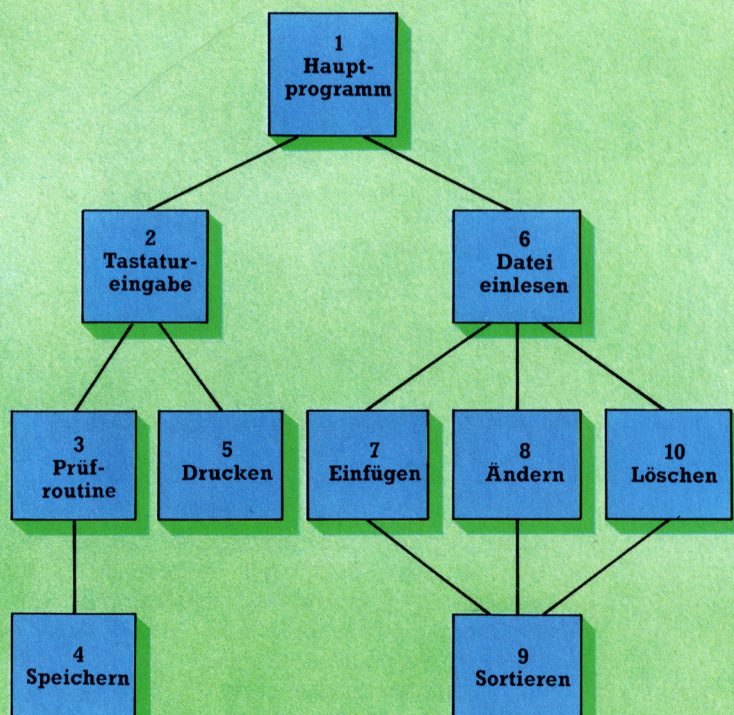 1
Haupt-
programm
2
Tastatur-
eingabe
6
Datei
einlesen
3
Prüf-
routine
5
Drucken
7
Einfügen
8
Ändern
10
Löschen
4
Speichern
9
Sortieren